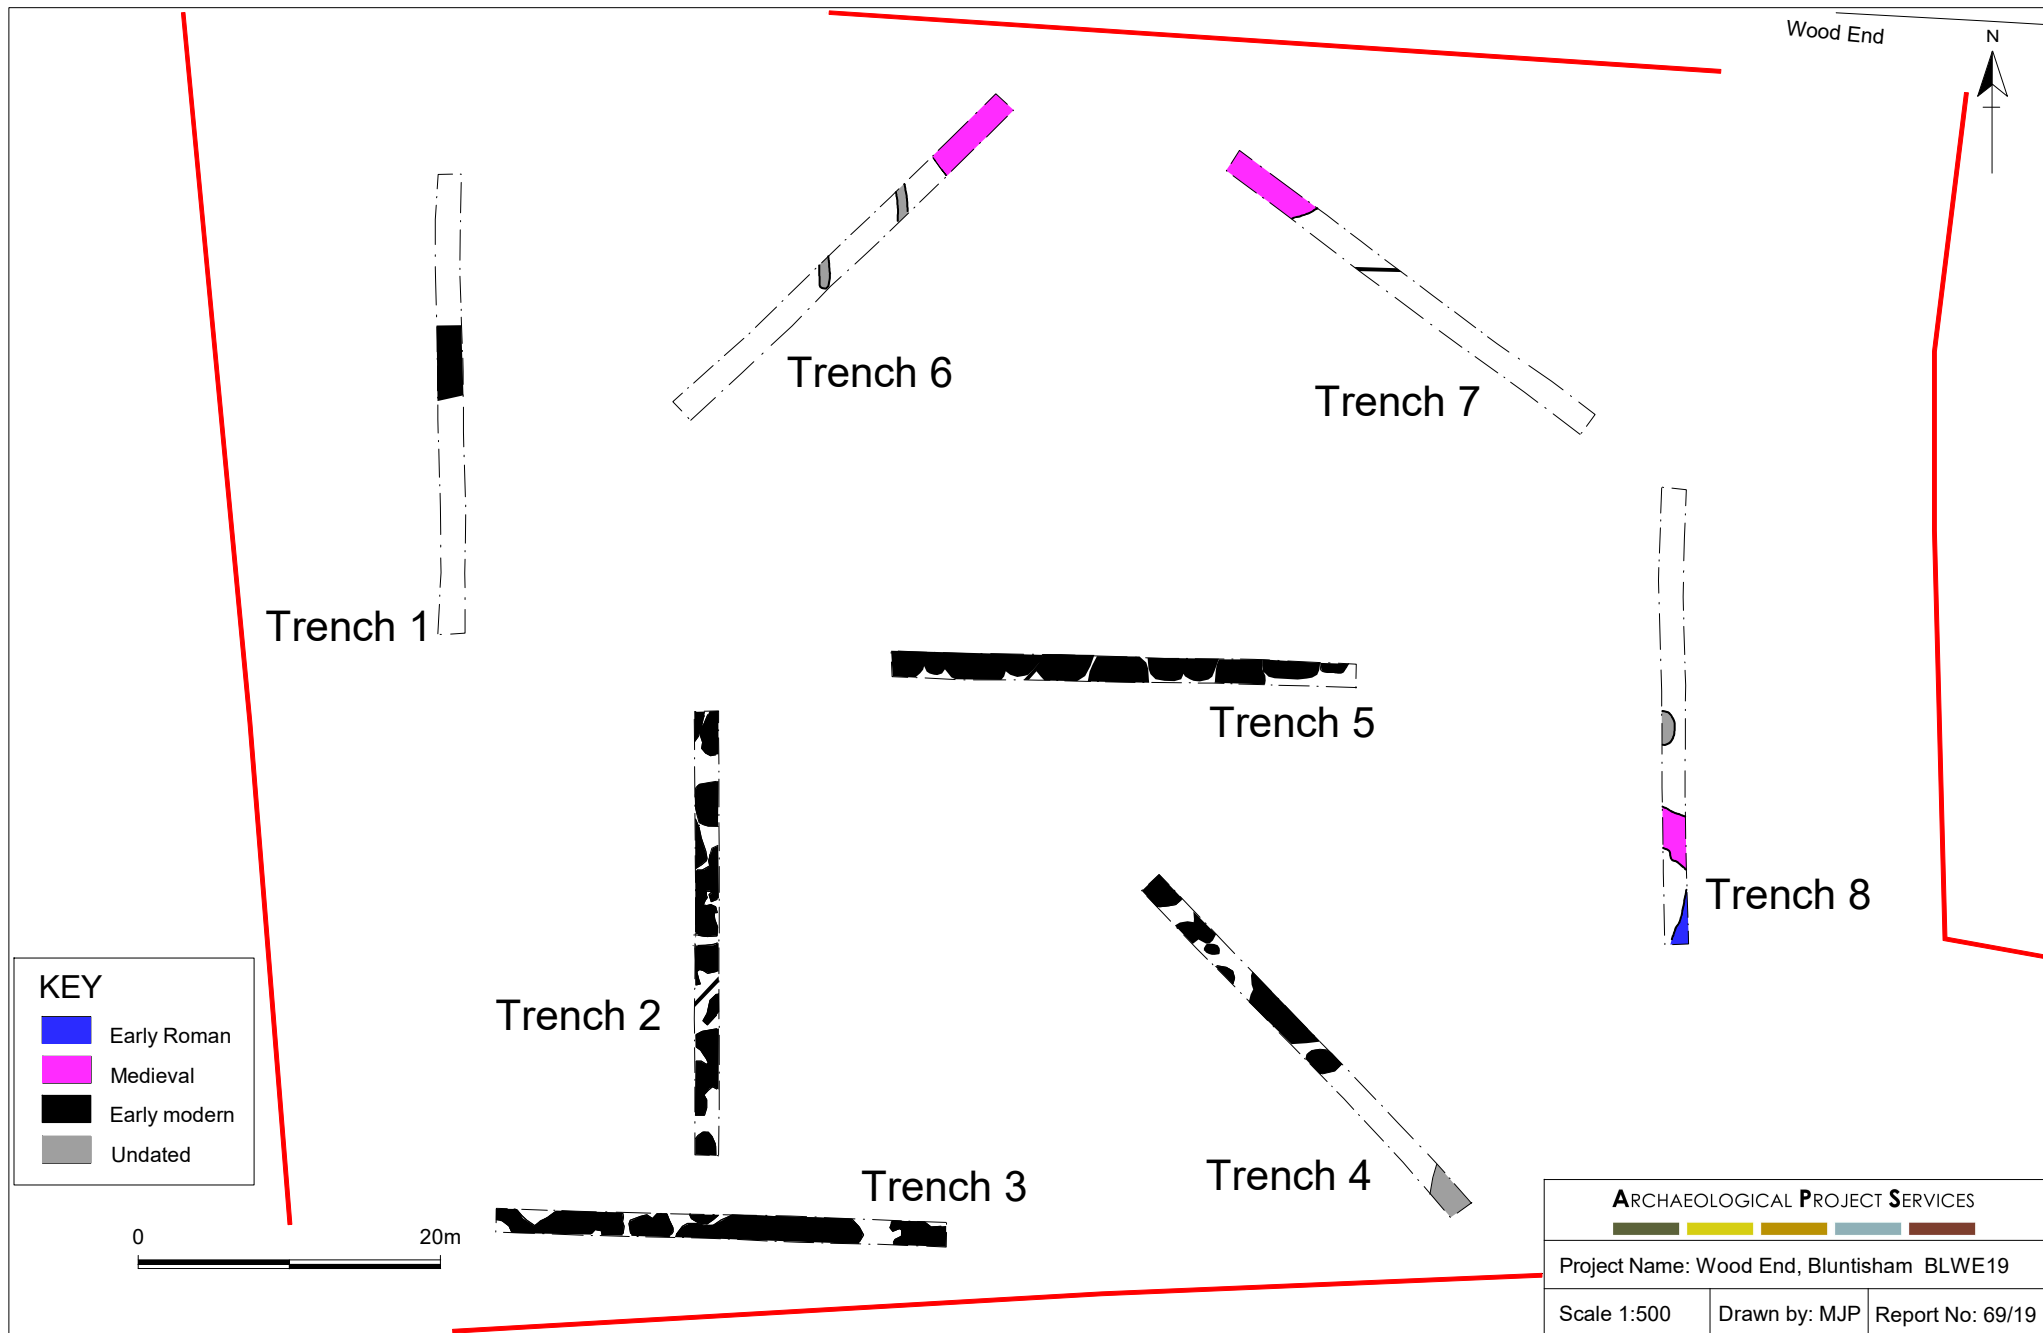 Wood End
N
Trench 6
Trench 7
Trench 1
Trench 5
Trench 8
Trench 2
Trench 4
Trench 3
KEY
Early Roman
Medieval
Early modern
Undated
0 20m
ARCHAEOLOGICAL PROJECT SERVICES
Project Name: Wood End, Bluntisham BLWE19
Scale 1:500
Drawn by: MJP
Report No: 69/19